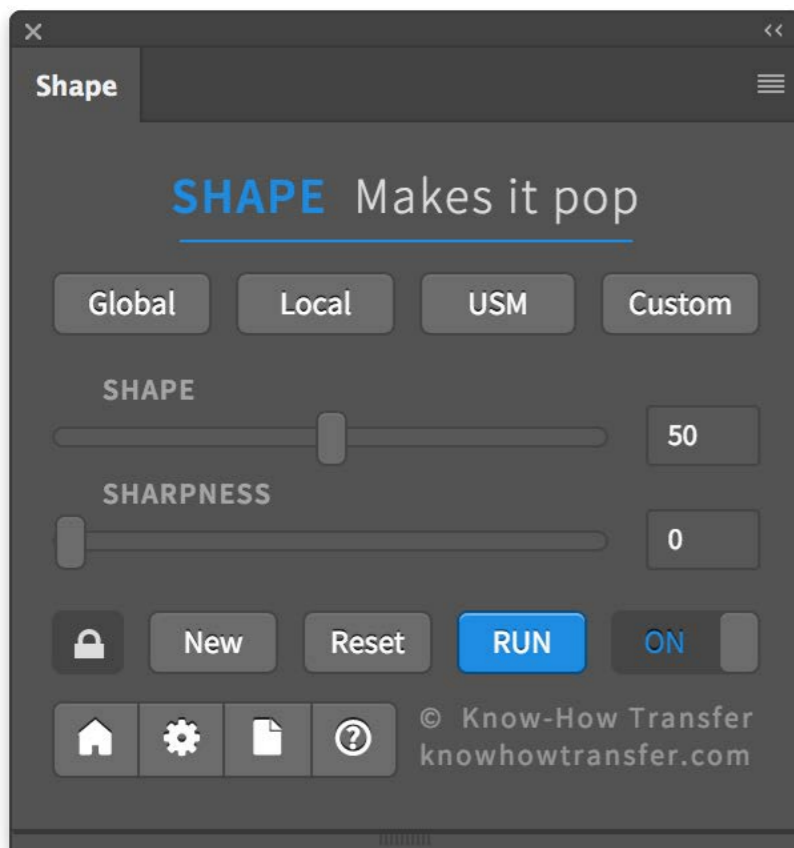 Shape
SHAPE Makes it pop
Global Local USM Custom
SHAPE
50
SHARPNESS
0
New Reset RUN ON
© Know-How Transfer
knowhowtransfer.com